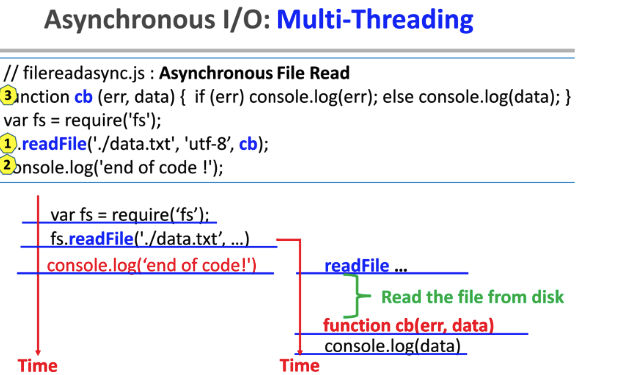 Asynchronous I/O: Multi-Threading
// filereadasync.js : Asynchronous File Read
3 unction cb (err, data) { if (err) console.log(err); else console.log(data); }
var fs = require('fs');
1 .readFile('./data.txt', 'utf-8’, cb);
2 onsole.log('end of code !');
var fs = require(‘fs’);
fs.readFile('./data.txt’, …)
console.log(‘end of code!')
readFile …
Read the file from disk
function cb(err, data)
console.log(data)
Time
Time